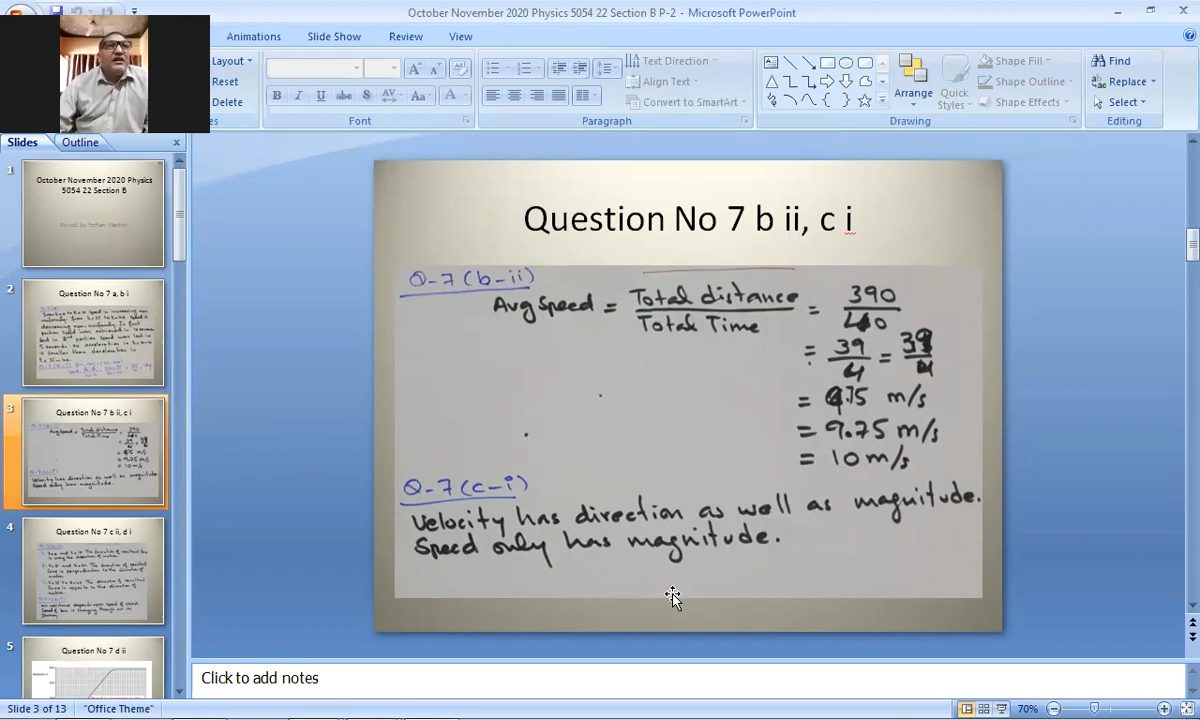 October November 2020 Physics 5054 22 Section B P-2 - Microsoft PowerPoint
Animations Slide Show Review View
Layout
Reset
Delete
Text Direction
Align Text
Convert to SmartArt
Arrange
Quick Styles
Shape Fill
Shape Outline
Shape Effects
Find
Replace
Select
Font Paragraph Drawing Editing
Slides Outline
1
October November 2020 Physics
5054 22 Section B
2
Question No 7 a, b i
3
Question No 7 b ii, c i
4
Question No 7 c ii, d i
5
Question No 7 d ii
Question No 7 b ii, c i
Q-7(b-ii)
Avg Speed = Total distance / Total Time = 390 / 40
= 39 / 4 = 39 / 4
= 9.75 m/s
= 10 m/s
Q-7(c-i)
Velocity has direction as well as magnitude.
Speed only has magnitude.
Click to add notes
Slide 3 of 13 "Office Theme" 70%